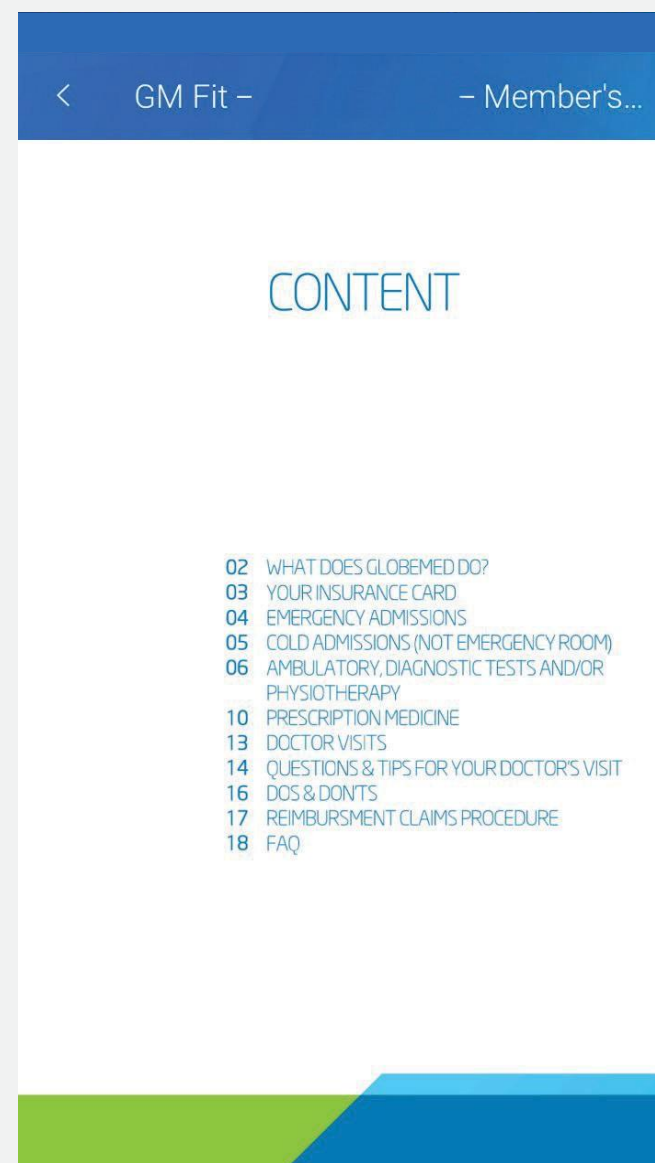 < GM Fit – – Member's...
CONTENT
02 WHAT DOES GLOBEMED DO?
03 YOUR INSURANCE CARD
04 EMERGENCY ADMISSIONS
05 COLD ADMISSIONS (NOT EMERGENCY ROOM)
06 AMBULATORY, DIAGNOSTIC TESTS AND/OR
PHYSIOTHERAPY
10 PRESCRIPTION MEDICINE
13 DOCTOR VISITS
14 QUESTIONS & TIPS FOR YOUR DOCTOR'S VISIT
16 DOS & DON'TS
17 REIMBURSMENT CLAIMS PROCEDURE
18 FAQ